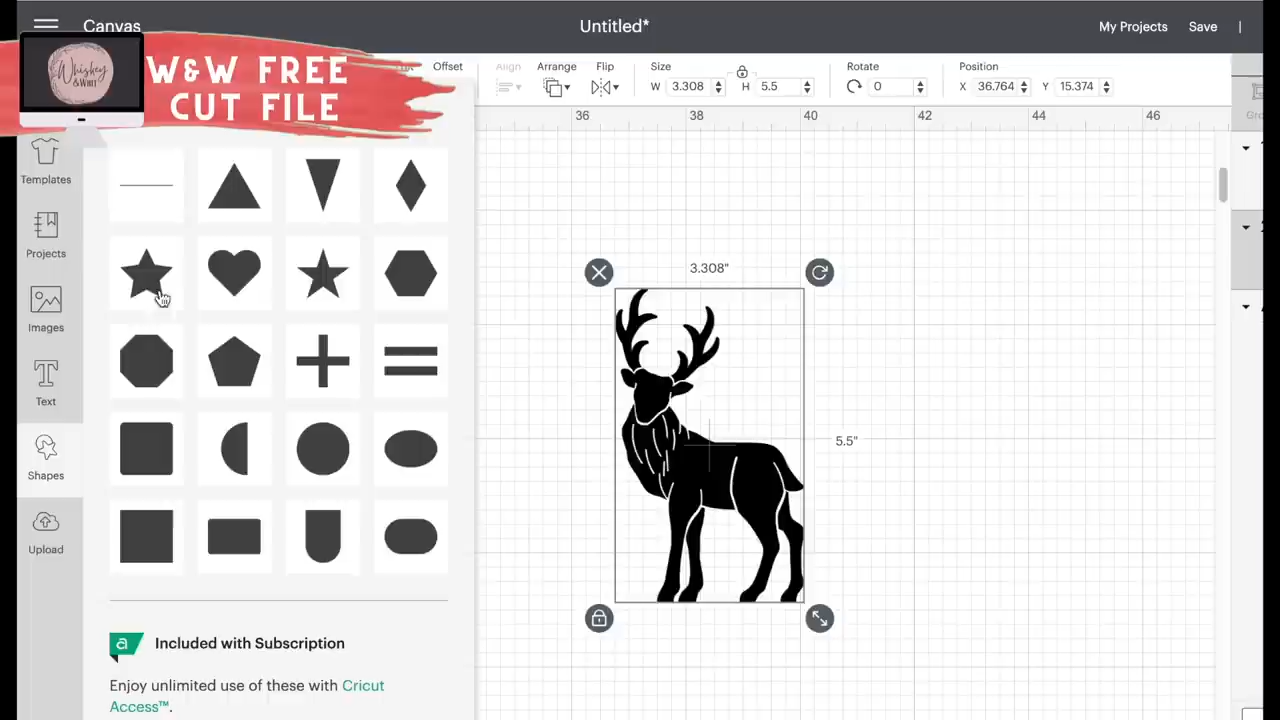 Canvas
Untitled*
My Projects
Save
Whiskey
& Whit
W&W FREE
CUT FILE
Offset
Align
Arrange
Flip
Size
W 3.308
H 5.5
Rotate
0
Position
X 36.764
Y 15.374
36
38
40
42
44
46
Templates
Projects
Images
Text
Shapes
Upload
3.308"
5.5"
a Included with Subscription
Enjoy unlimited use of these with Cricut
Access™.